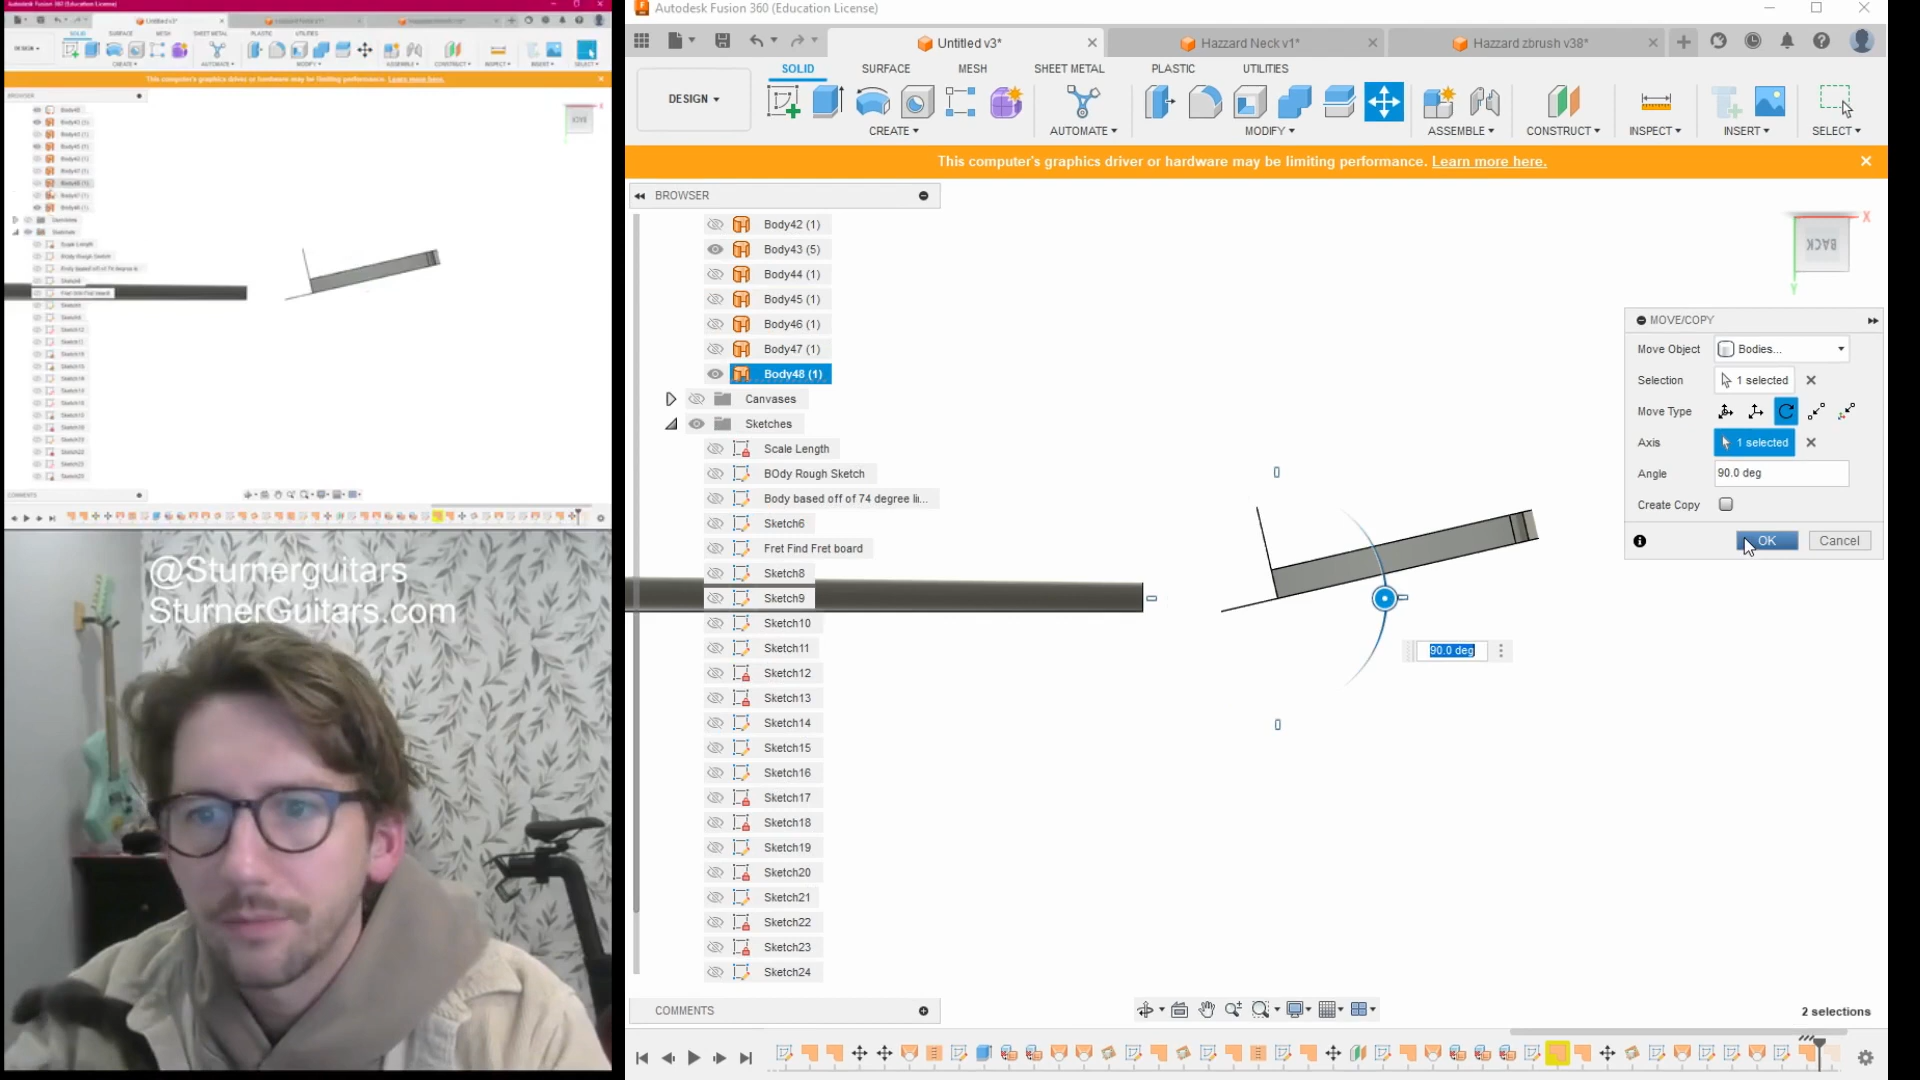 Autodesk Fusion 360 (Education License)
Untitled v3*
Hazzard Neck v1*
Hazzard zbrush v38*
SOLID
SURFACE
MESH
SHEET METAL
PLASTIC
UTILITIES
DESIGN
CREATE
AUTOMATE
MODIFY
ASSEMBLE
CONSTRUCT
INSPECT
INSERT
SELECT
This computer's graphics driver or hardware may be limiting performance. Learn more here.
BROWSER
Body42 (1)
Body43 (5)
Body44 (1)
Body45 (1)
Body46 (1)
Body47 (1)
Body48 (1)
Canvases
Sketches
Scale Length
BOdy Rough Sketch
Body based off of 74 degree li...
Sketch6
Fret Find Fret board
Sketch8
Sketch9
Sketch10
Sketch11
Sketch12
Sketch13
Sketch14
Sketch15
Sketch16
Sketch17
Sketch18
Sketch19
Sketch20
Sketch21
Sketch22
Sketch23
Sketch24
COMMENTS
BACK
X
Y
MOVE/COPY
Move Object
Bodies...
Selection
1 selected
Move Type
Axis
1 selected
Angle
90.0 deg
Create Copy
OK
Cancel
90.0 deg
2 selections
@Sturnerguitars
SturnerGuitars.com